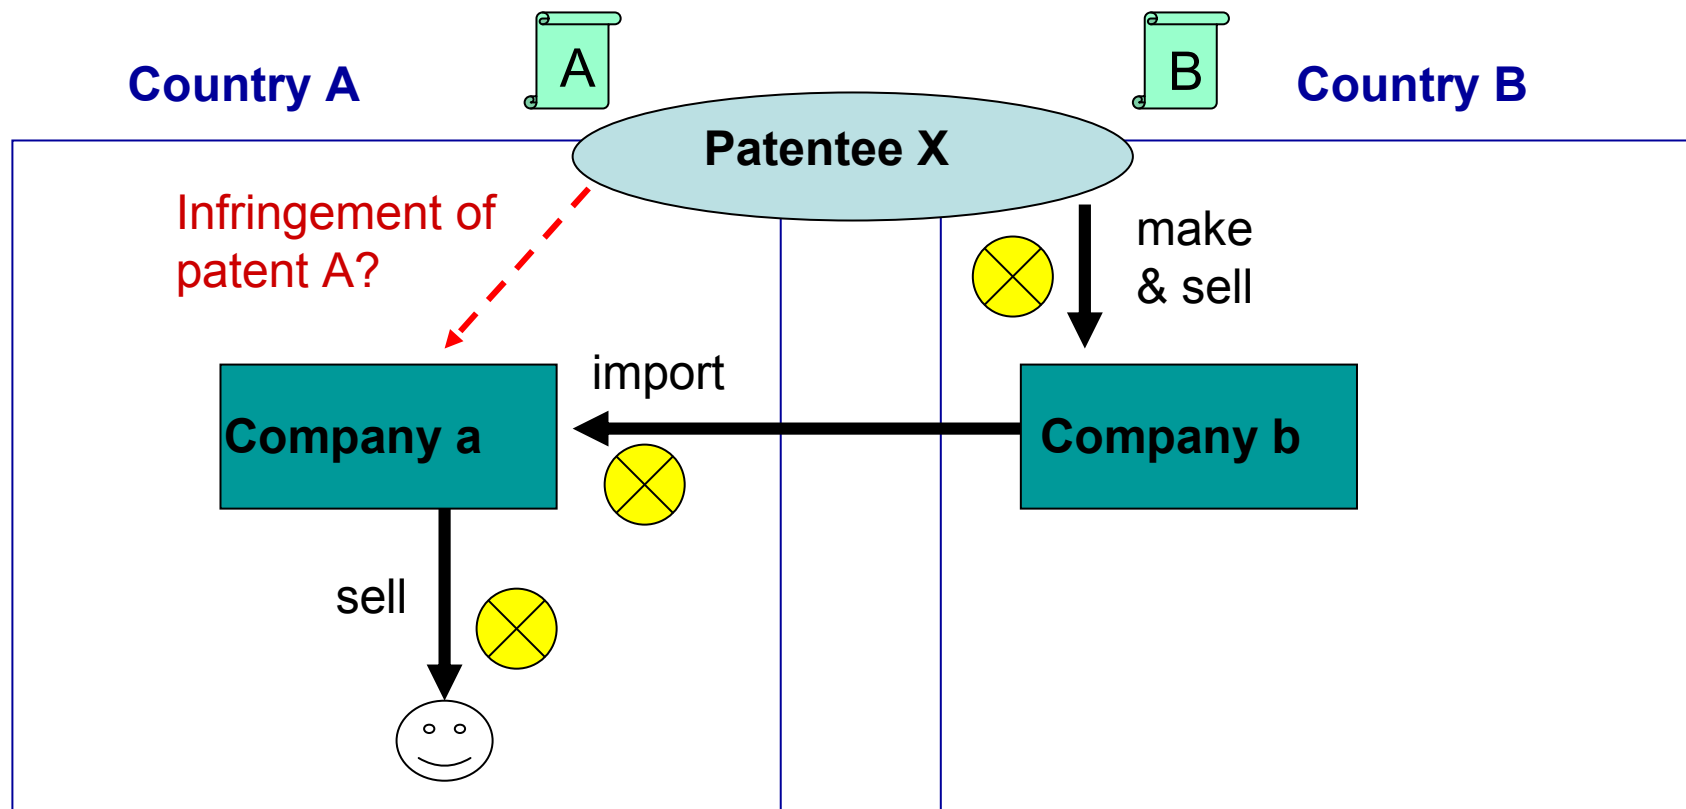 A
B
Country A
Country B
Patentee X
Infringement of
patent A?
make
& sell
import
Company a
Company b
sell